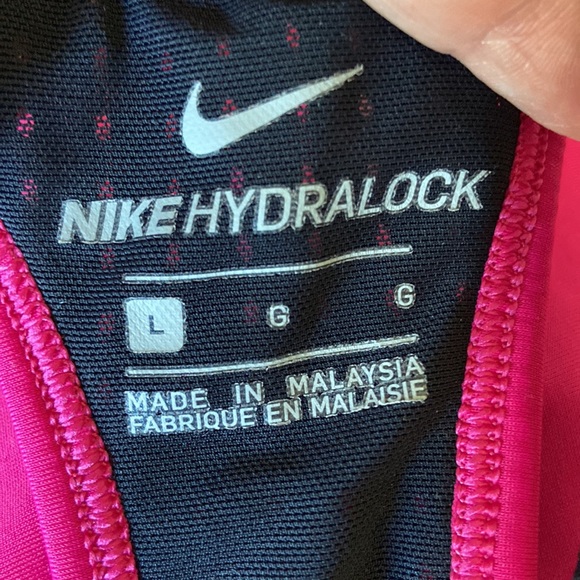 NIKE HYDRALOCK
L G G
MADE IN MALAYSIA
FABRIQUE EN MALAISIE